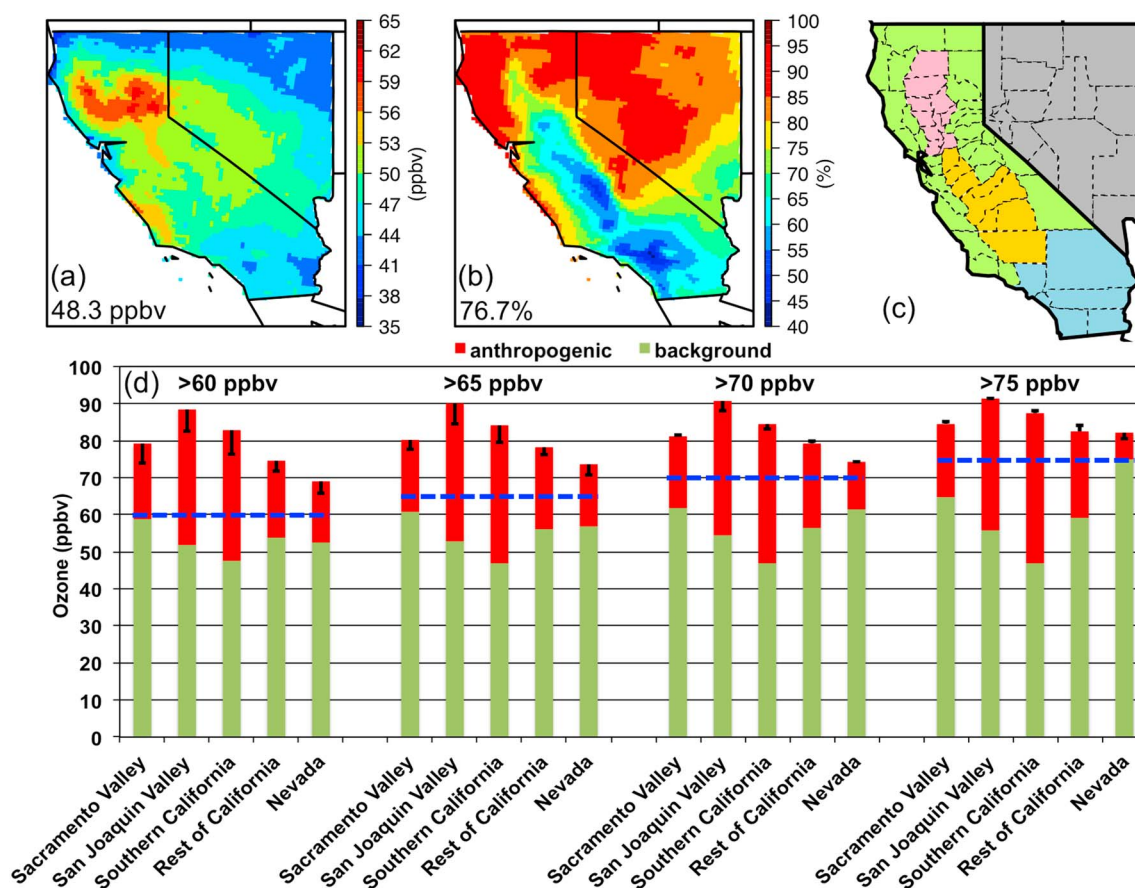 65
62
59
56
53
50
47
44
41
38
35
(ppbv)
(a)
48.3 ppbv
100
95
90
85
80
75
70
65
60
55
50
45
40
(%)
(b)
76.7%
(c)
anthropogenic
background
(d)
>60 ppbv
>65 ppbv
>70 ppbv
>75 ppbv
Ozone (ppbv)
100
90
80
70
60
50
40
30
20
10
0
Sacramento Valley
San Joaquin Valley
Southern California
Rest of California
Nevada
Sacramento Valley
San Joaquin Valley
Southern California
Rest of California
Nevada
Sacramento Valley
San Joaquin Valley
Southern California
Rest of California
Nevada
Sacramento Valley
San Joaquin Valley
Southern California
Rest of California
Nevada